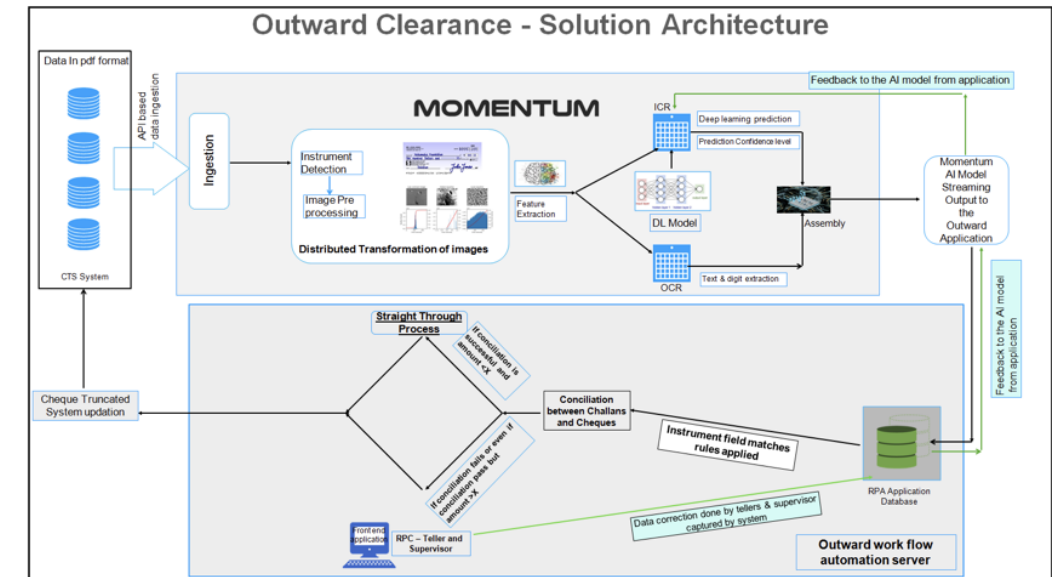 Outward Clearance - Solution Architecture
Data In pdf format
CTS System
API based
data ingestion
Ingestion
MOMENTUM
Instrument
Detection
Image Pre
processing
Distributed Transformation of images
Feature
Extraction
ICR
Deep learning prediction
Prediction Confidence level
DL Model
Assembly
OCR
Text & digit extraction
Feedback to the AI model from application
Momentum
AI Model
Streaming
Output to
the
Outward
Application
Feedback to the AI model
from application
Straight Through
Process
If conciliation is
successful and
amount <X
Conciliation
between Challans
and Cheques
Instrument field matches
rules applied
RPA Application
Database
Cheque Truncated
System updation
If conciliation fails or even if
conciliation pass but
amount >X
Data correction done by tellers & supervisor
captured by system
Front end
application
RPC – Teller and
Supervisor
Outward work flow
automation server